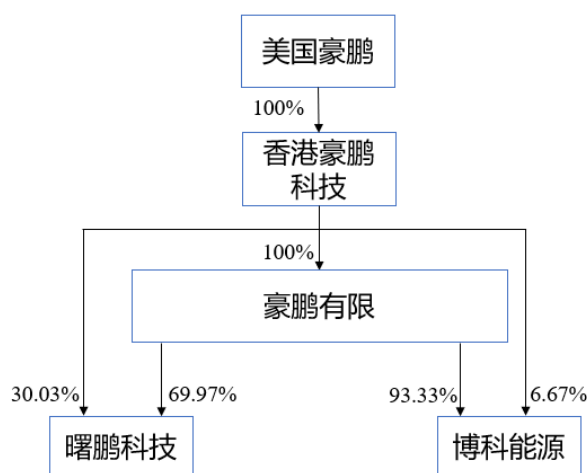 美国豪鹏
100%
香港豪鹏
科技
100%
豪鹏有限
30.03%
69.97%
93.33%
6.67%
曙鹏科技
博科能源